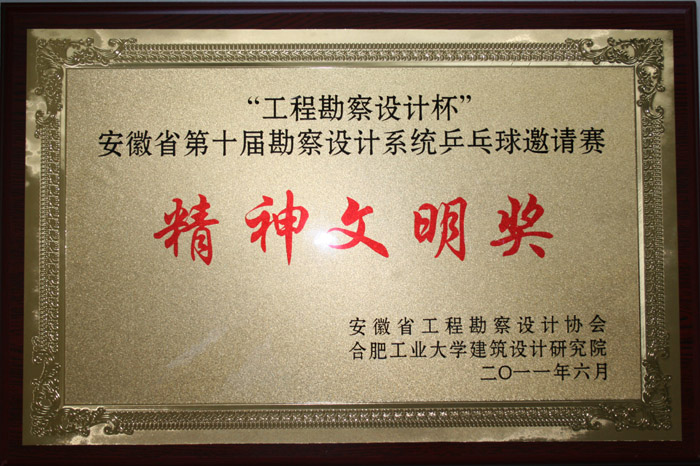 “工程勘察设计杯”
安徽省第十届勘察设计系统乒乓球邀请赛
精神文明奖
安徽省工程勘察设计协会
合肥工业大学建筑设计研究院
二〇一一年六月